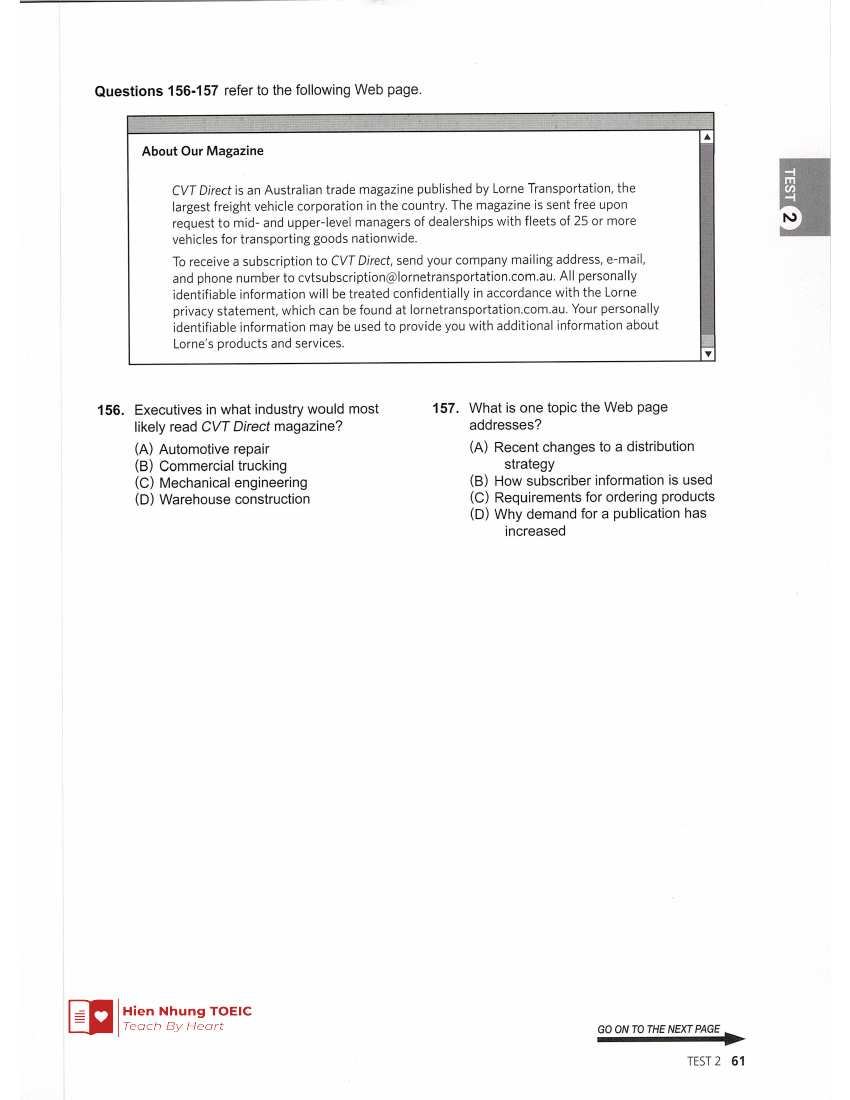 Questions 156-157 refer to the following Web page.
About Our Magazine
CVT Direct is an Australian trade magazine published by Lorne Transportation, the
largest freight vehicle corporation in the country. The magazine is sent free upon
request to mid- and upper-level managers of dealerships with fleets of 25 or more
vehicles for transporting goods nationwide.
To receive a subscription to CVT Direct, send your company mailing address, e-mail,
and phone number to cvtsubscription@lornetransportation.com.au. All personally
identifiable information will be treated confidentially in accordance with the Lorne
privacy statement, which can be found at lornetransportation.com.au. Your personally
identifiable information may be used to provide you with additional information about
Lorne's products and services.
TEST 2
156. Executives in what industry would most
likely read CVT Direct magazine?
(A) Automotive repair
(B) Commercial trucking
(C) Mechanical engineering
(D) Warehouse construction
157. What is one topic the Web page
addresses?
(A) Recent changes to a distribution
strategy
(B) How subscriber information is used
(C) Requirements for ordering products
(D) Why demand for a publication has
increased
Hien Nhung TOEIC
Teach By Heart
GO ON TO THE NEXT PAGE
TEST 2 61